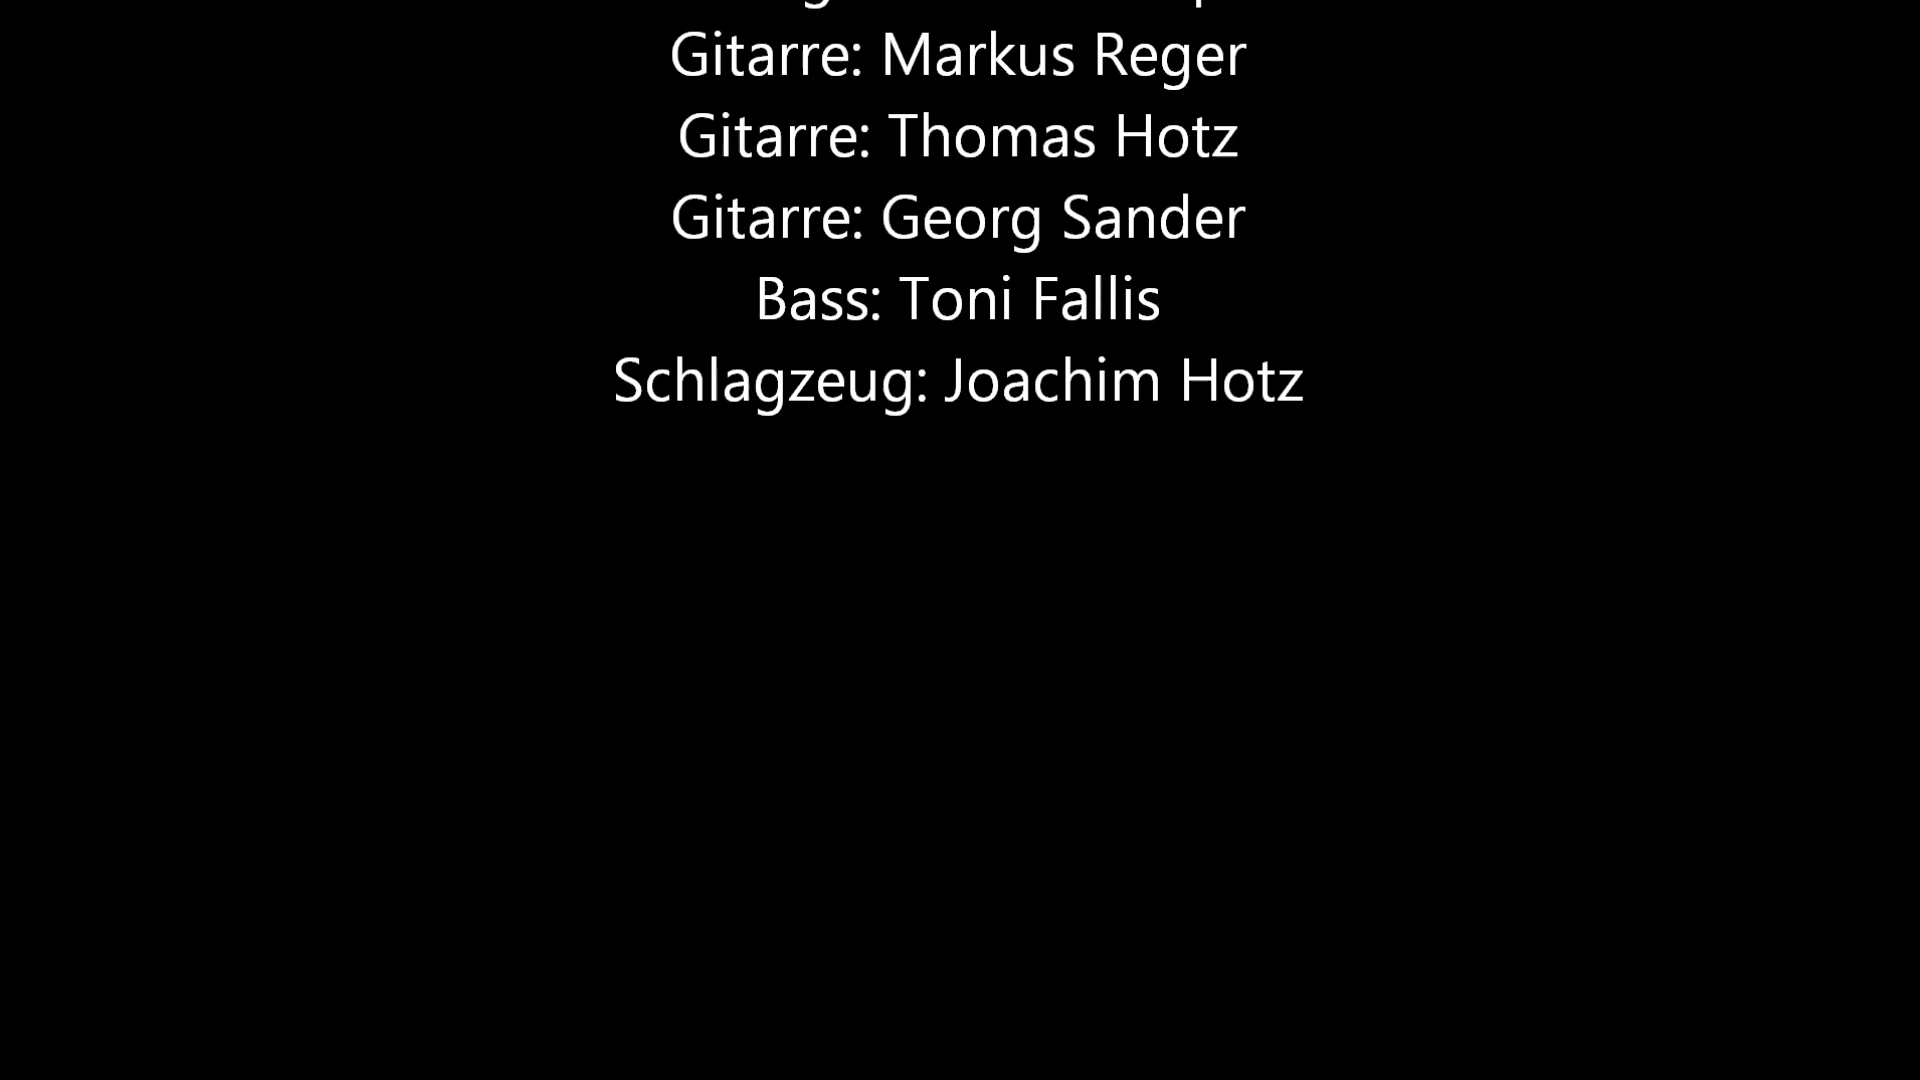 Gitarre: Markus Reger
Gitarre: Thomas Hotz
Gitarre: Georg Sander
Bass: Toni Fallis
Schlagzeug: Joachim Hotz